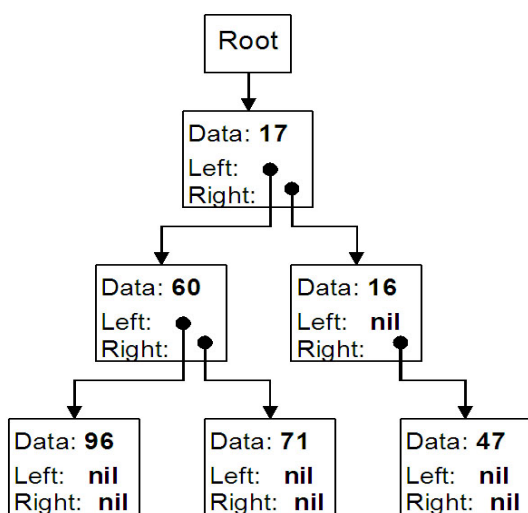 Root
Data: 17
Left:
Right:
Data: 60
Left:
Right:
Data: 16
Left: nil
Right:
Data: 96
Left: nil
Right: nil
Data: 71
Left: nil
Right: nil
Data: 47
Left: nil
Right: nil